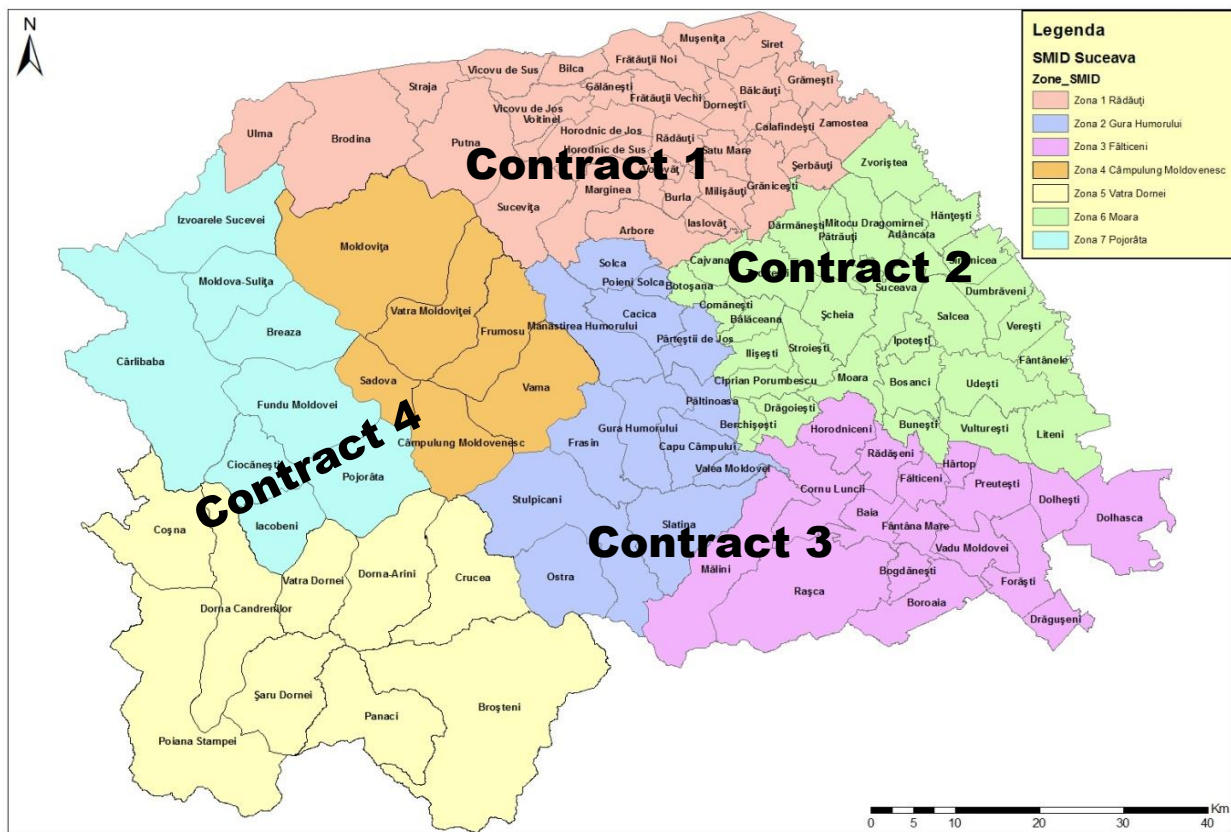 N
Legenda
SMID Suceava
Zone_SMID
Zona 1 Rădăuţi
Zona 2 Gura Humorului
Zona 3 Fălticeni
Zona 4 Câmpulung Moldovenesc
Zona 5 Vatra Dornei
Zona 6 Moara
Zona 7 Pojorâta
Muşeniţa
Siret
Vicovu de Sus
Bilca
Frătăuţii Noi
Straja
Gălăneşti
Bălcăuţi
Grămeşti
Frătăuţii Vechi
Vicovu de Jos
Dorneşti
Voitinel
Calafindeşti
Zamostea
Ulma
Brodina
Putna
Horodnic de Jos
Rădăuţi
Horodnic de Sus
Satu Mare
Contract 1
Şerbăuţi
Zvoriştea
Marginea
Burla
Milişăuţi
Grăniceşti
Suceviţa
Iaslovăţ
Arbore
Dărmăneşti
Mitocu Dragomirnei
Hănţeşti
Pătrăuţi
Adâncata
Izvoarele Sucevei
Moldoviţa
Solca
Cajvana
Contract 2
Poieni Solca
Botoşana
Moldova-Suliţa
Suceava
Dumbrăveni
Vatra Moldoviţei
Cacica
Comăneşti
Breaza
Frumosu
Mănăstirea Humorului
Bălăceana
Şcheia
Salcea
Vereşti
Pârteştii de Jos
Ipoteşti
Cârlibaba
Ilişeşti
Stroieşti
Fântânele
Sadova
Vama
Ciprian Porumbescu
Moara
Bosanci
Udeşti
Fundu Moldovei
Păltinoasa
Drăgoieşti
Contract 4
Berchişeşti
Horodniceni
Buneşti
Vultureşti
Liteni
Câmpulung Moldovenesc
Frasin
Gura Humorului
Capu Câmpului
Rădăşeni
Ciocăneşti
Valea Moldovei
Hârtop
Pojorâta
Fălticeni
Preuteşti
Stulpicani
Cornu Luncii
Dolheşti
Iacobeni
Slatina
Baia
Dolhasca
Coşna
Fântâna Mare
Contract 3
Vadu Moldovei
Vatra Dornei
Dorna-Arini
Crucea
Ostra
Mălini
Bogdăneşti
Râşca
Forăşti
Dorna Candrenilor
Boroaia
Drăguşeni
Şaru Dornei
Broşteni
Panaci
Poiana Stampei
Km
0 5 10 20 30 40